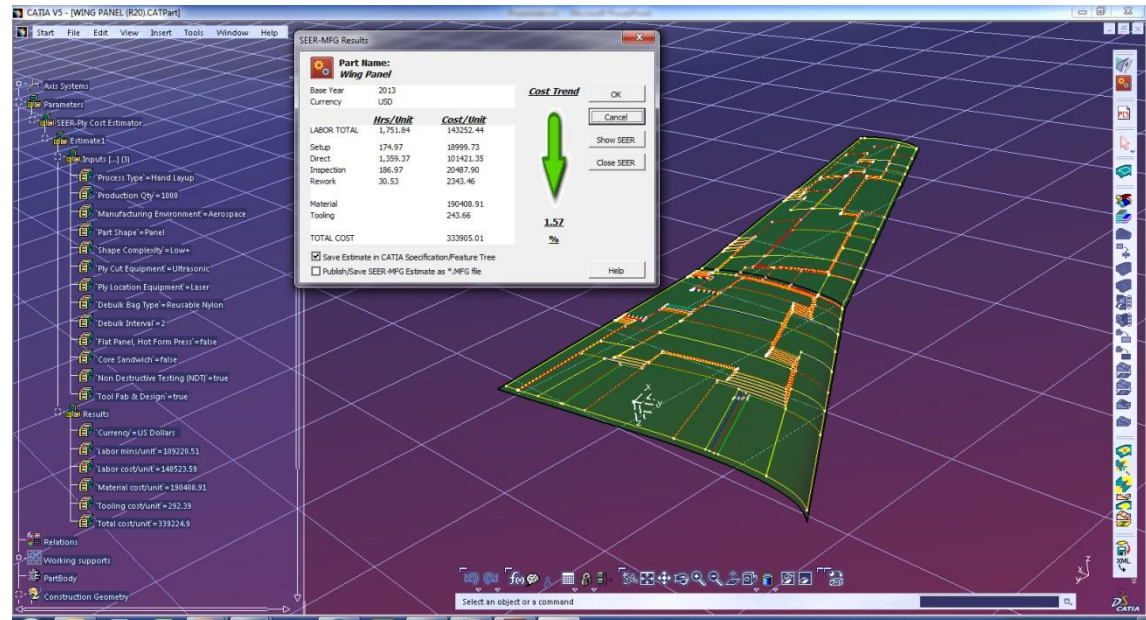 CATIA V5 - [WING PANEL (R20).CATPart]
Start File Edit View Insert Tools Window Help
Axis Systems
Parameters
SEER-Ply Cost Estimator
Estimate1
Inputs [...] (3)
`Process Type`=Hand Layup
`Production Qty`=1000
`Manufacturing Environment`=Aerospace
`Part Shape`=Panel
`Shape Complexity`=Low+
`Ply Cut Equipment`=Ultrasonic
`Ply Location Equipment`=Laser
`Debulk Bag Type`=Reusable Nylon
`Debulk Interval`=2
`Flat Panel, Hot Form Press`=false
`Core Sandwich`=false
`Non Destructive Testing (NDT)`=true
`Tool Fab & Design`=true
Results
`Currency`=US Dollars
`Labor mins/unit`=109220.51
`Labor cost/unit`=148523.59
`Material cost/unit`=190408.91
`Tooling cost/unit`=292.39
`Total cost/unit`=339224.9
Relations
Working supports
PartBody
Construction Geometry
SEER-MFG Results
Part Name:
Wing Panel
Base Year 2013
Currency USD
Hrs/Unit Cost/Unit
LABOR TOTAL 1,751.84 143252.44
Setup 174.97 18999.73
Direct 1,359.37 101421.35
Inspection 186.97 20487.90
Rework 30.53 2343.46
Material 190408.91
Tooling 243.66
TOTAL COST 333905.01
Cost Trend
1.57
%
OK
Cancel
Show SEER
Close SEER
Save Estimate in CATIA Specification/Feature Tree
Publish/Save SEER-MFG Estimate as *.MFG file
Help
PCS
X
Z
XML
Z
X
y
Select an object or a command
CATIA